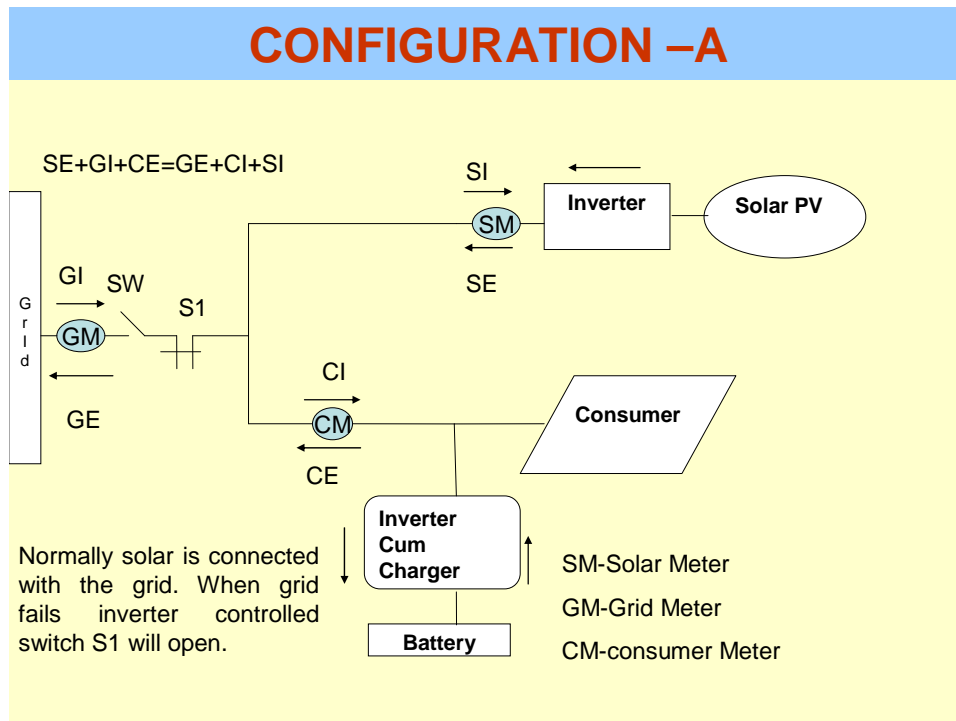 CONFIGURATION –A
SE+GI+CE=GE+CI+SI
SI
Inverter
Solar PV
SM
SE
GrId
GI
SW
S1
GM
GE
CI
CM
CE
Consumer
Inverter
Cum
Charger
Battery
Normally solar is connected
with the grid. When grid
fails inverter controlled
switch S1 will open.
SM-Solar Meter
GM-Grid Meter
CM-consumer Meter